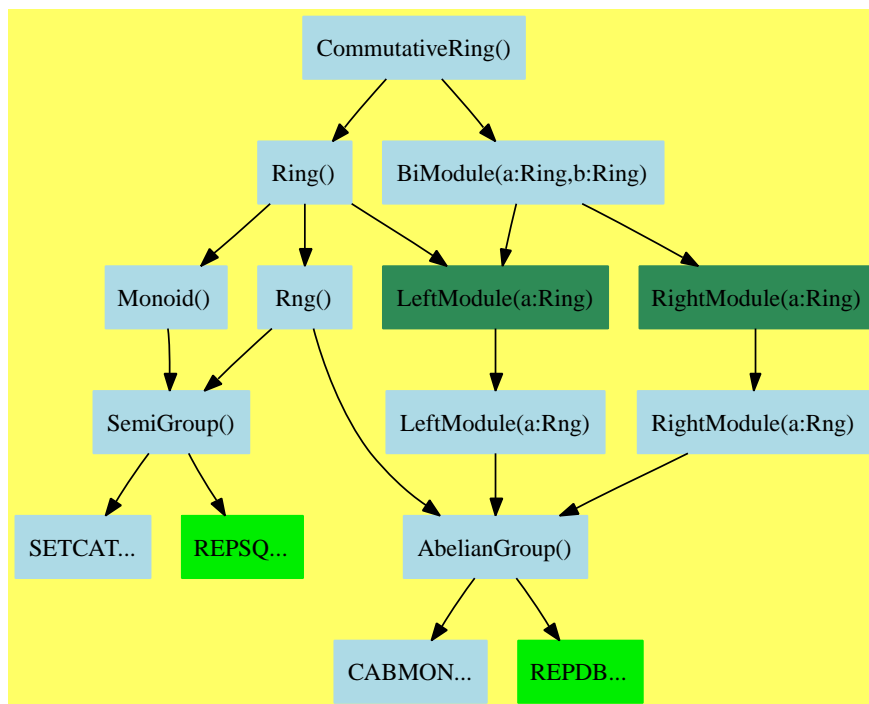 CommutativeRing()
Ring()
BiModule(a:Ring,b:Ring)
Monoid()
Rng()
LeftModule(a:Ring)
RightModule(a:Ring)
SemiGroup()
LeftModule(a:Rng)
RightModule(a:Rng)
SETCAT...
REPSQ...
AbelianGroup()
CABMON...
REPDB...